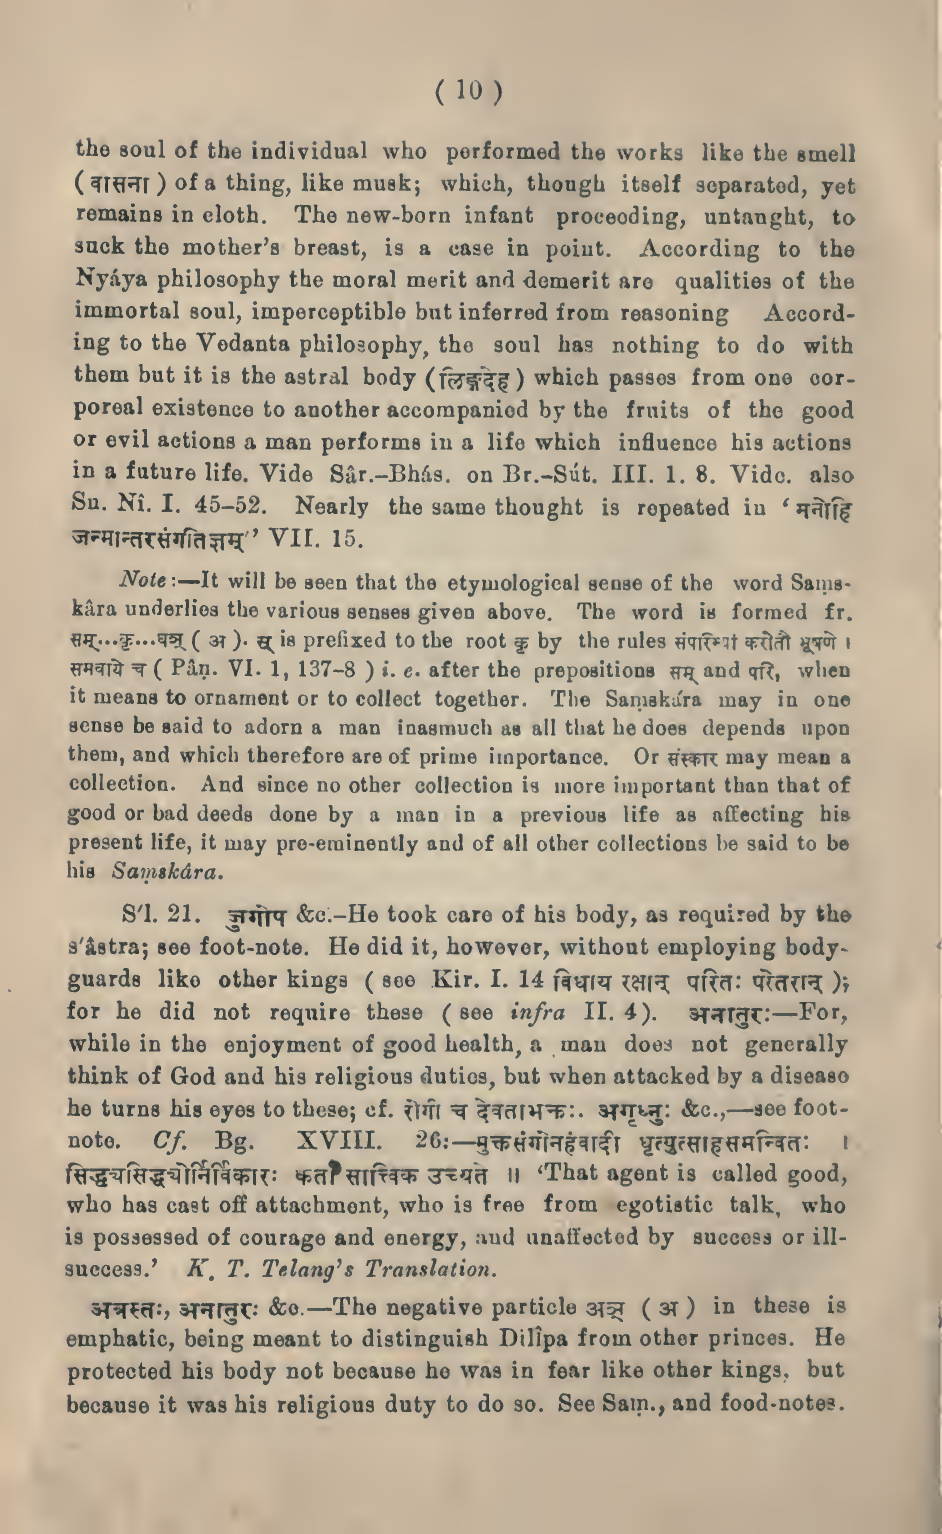 ( 10 )
the soul of the individual who performed the works like the smell
( वासना ) of a thing, like musk; which, though itself separated, yet
remains in cloth. The new-born infant proceeding, untaught, to
suck the mother's breast, is a case in point. According to the
Nyáya philosophy the moral merit and demerit are qualities of the
immortal soul, imperceptible but inferred from reasoning Accord-
ing to the Vedanta philosophy, the soul has nothing to do with
them but it is the astral body (लिङ्गदेह ) which passes from one cor-
poreal existence to another accompanied by the fruits of the good
or evil actions a man performs in a life which influence his actions
in a future life. Vide Sâr.-Bhás. on Br.-Sút. III. 1. 8. Vide. also
Su. Nî. I. 45-52. Nearly the same thought is repeated in ‘ मनोहि
जन्मान्तरसंगतिज्ञम्’’ VII. 15.
Note :—It will be seen that the etymological sense of the word Saṃs-
kâra underlies the various senses given above. The word is formed fr.
सम्...कृ...घञ् ( अ ). स् is prefixed to the root कृ by the rules संपरिभ्यां करोतौ भूषणे ।
समवाये च ( Pâṇ. VI. 1, 137-8 ) i. e. after the prepositions सम् and परि, when
it means to ornament or to collect together. The Saṃskára may in one
sense be said to adorn a man inasmuch as all that he does depends upon
them, and which therefore are of prime importance. Or संस्कार may mean a
collection. And since no other collection is more important than that of
good or bad deeds done by a man in a previous life as affecting his
present life, it may pre-eminently and of all other collections be said to be
his Saṃskára.
S'l. 21. जुगोप &c.-He took care of his body, as required by the
s'âstra; see foot-note. He did it, however, without employing body-
guards like other kings ( see Kir. I. 14 विधाय रक्षान् परितः परेतरान् );
for he did not require these ( see infra II. 4 ). अनातुरः—For,
while in the enjoyment of good health, a man does not generally
think of God and his religious duties, but when attacked by a disease
he turns his eyes to these; cf. रोगी च देवताभक्तः. अगृध्नुः &c.,—see foot-
note. Cf. Bg. XVIII. 26:—मुक्तसंगोनहंवादी धृत्युत्साहसमन्वितः ।
सिद्ध्यसिद्ध्योर्निर्विकारः कर्ता सात्त्विक उच्यते ॥ ‘That agent is called good,
who has cast off attachment, who is free from egotistic talk, who
is possessed of courage and energy, and unaffected by success or ill-
success.’ K. T. Telang's Translation.
अत्रस्तः, अनातुरः &c.—The negative particle अञ् ( अ ) in these is
emphatic, being meant to distinguish Dilîpa from other princes. He
protected his body not because he was in fear like other kings, but
because it was his religious duty to do so. See Saṃ., and food-notes.